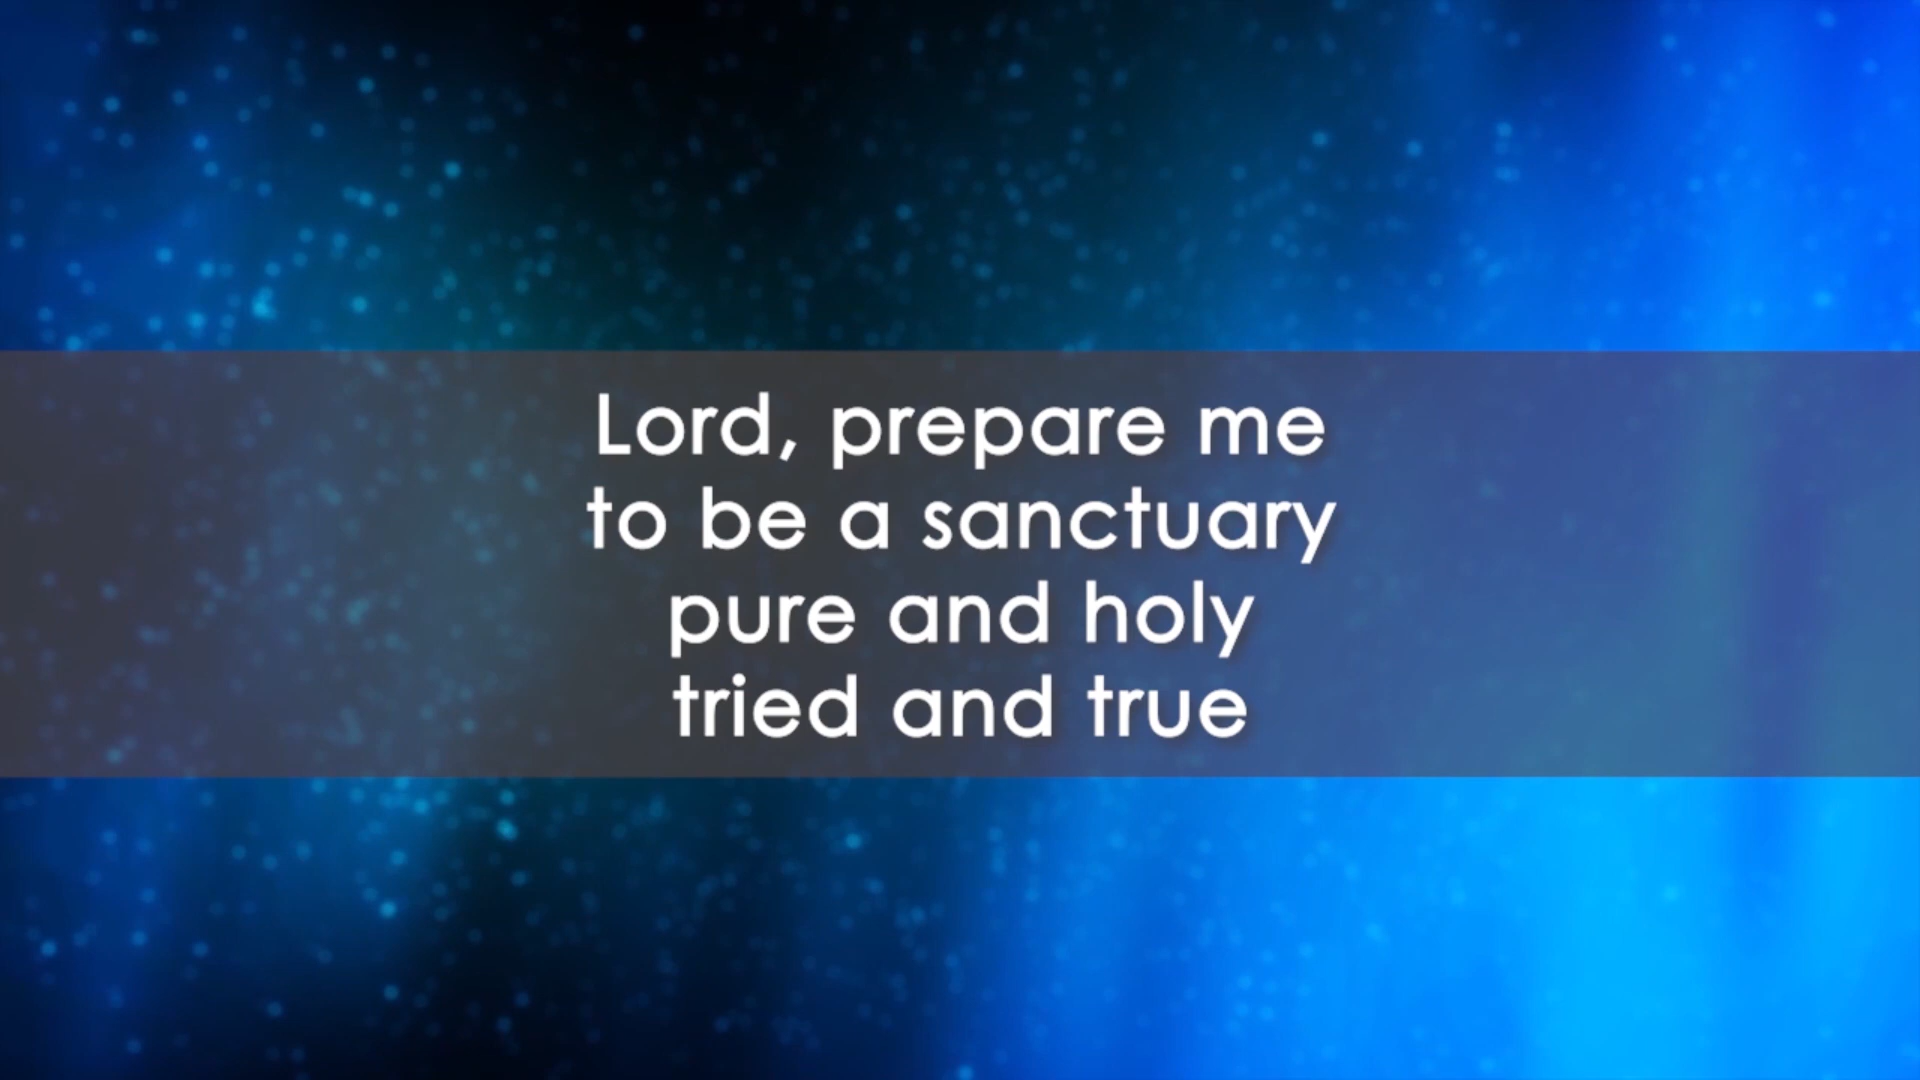 Lord, prepare me
to be a sanctuary
pure and holy
tried and true